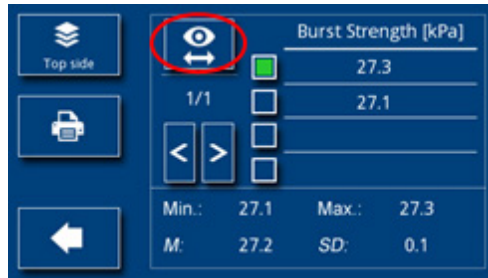 Top side
Burst Strength [kPa]
27.3
1/1
27.1
< >
Min.: 27.1 Max.: 27.3
M: 27.2 SD: 0.1